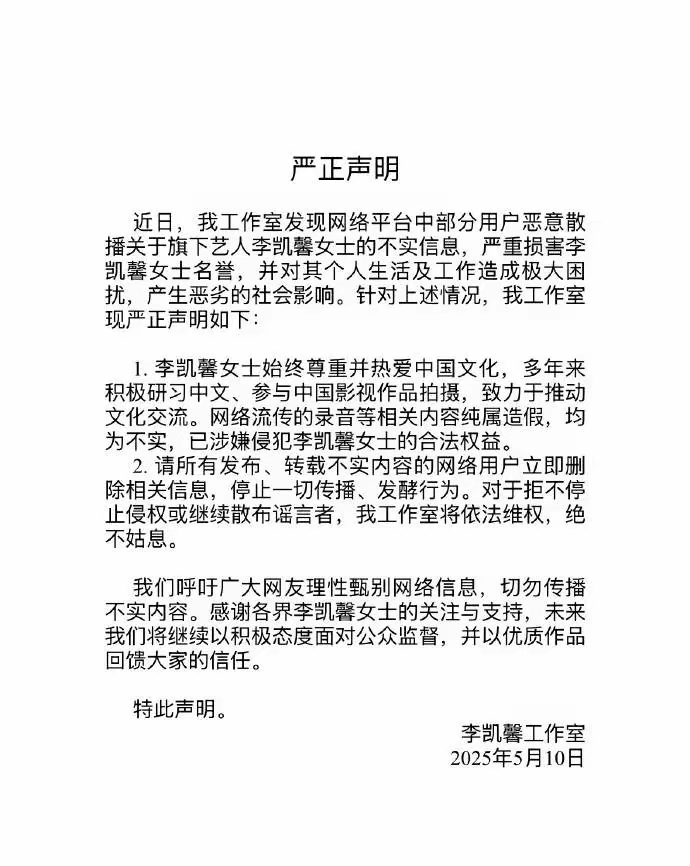 严正声明
近日，我工作室发现网络平台中部分用户恶意散
播关于旗下艺人李凯馨女士的不实信息，严重损害李
凯馨女士名誉，并对其个人生活及工作造成极大困
扰，产生恶劣的社会影响。针对上述情况，我工作室
现严正声明如下：
1. 李凯馨女士始终尊重并热爱中国文化，多年来
积极研习中文、参与中国影视作品拍摄，致力于推动
文化交流。网络流传的录音等相关内容纯属造假，均
为不实，已涉嫌侵犯李凯馨女士的合法权益。
2. 请所有发布、转载不实内容的网络用户立即删
除相关信息，停止一切传播、发酵行为。对于拒不停
止侵权或继续散布谣言者，我工作室将依法维权，绝
不姑息。
我们呼吁广大网友理性甄别网络信息，切勿传播
不实内容。感谢各界李凯馨女士的关注与支持，未来
我们将继续以积极态度面对公众监督，并以优质作品
回馈大家的信任。
特此声明。
李凯馨工作室
2025年5月10日